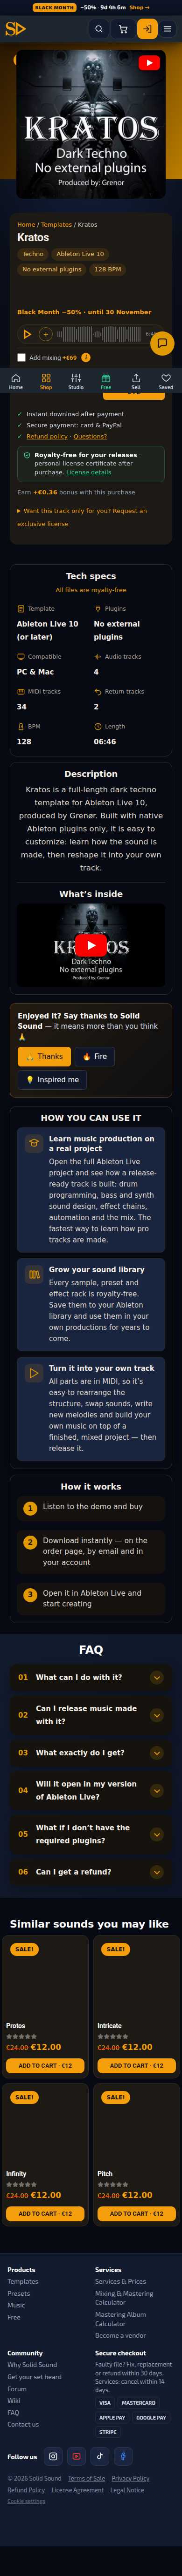 BLACK MONTH −50% · 9d 4h 6m Shop →
KRATOS
Dark Techno
No external plugins
Produced by: Grenor
Home / Templates / Kratos
Kratos
Techno
Ableton Live 10
No external plugins
128 BPM
Black Month −50% · until 30 November
Add mixing +€69
Home
Shop
Studio
Free
Sell
Saved
Instant download after payment
Secure payment: card & PayPal
Refund policy · Questions?
Royalty-free for your releases · personal license certificate after purchase. License details
Earn +€0.36 bonus with this purchase
Want this track only for you? Request an
exclusive license
Tech specs
All files are royalty-free
Template
Ableton Live 10
(or later)
Plugins
No external
plugins
Compatible
PC & Mac
Audio tracks
4
MIDI tracks
34
Return tracks
2
BPM
128
Length
06:46
Description
Kratos is a full-length dark techno
template for Ableton Live 10,
produced by Grenør. Built with native
Ableton plugins only, it is easy to
customize: learn how the sound is
made, then reshape it into your own
track.
What's inside
KRATOS
Dark Techno
No external plugins
Produced by: Grenor
Enjoyed it? Say thanks to Solid
Sound — it means more than you think
🙏
🙏 Thanks
🔥 Fire
💡 Inspired me
HOW YOU CAN USE IT
Learn music production on
a real project
Open the full Ableton Live
project and see how a release-
ready track is built: drum
programming, bass and synth
sound design, effect chains,
automation and the mix. The
fastest way to learn how pro
tracks are made.
Grow your sound library
Every sample, preset and
effect rack is royalty-free.
Save them to your Ableton
Library and use them in your
own productions for years to
come.
Turn it into your own track
All parts are in MIDI, so it's
easy to rearrange the
structure, swap sounds, write
new melodies and build your
own music on top of a
finished, mixed project — then
release it.
How it works
1 Listen to the demo and buy
2 Download instantly — on the
order page, by email and in
your account
3 Open it in Ableton Live and
start creating
FAQ
01 What can I do with it?
02 Can I release music made
with it?
03 What exactly do I get?
04 Will it open in my version
of Ableton Live?
05 What if I don't have the
required plugins?
06 Can I get a refund?
Similar sounds you may like
SALE!
Protos
€24.00 €12.00
ADD TO CART · €12
SALE!
Intricate
€24.00 €12.00
ADD TO CART · €12
SALE!
Infinity
€24.00 €12.00
ADD TO CART · €12
SALE!
Pitch
€24.00 €12.00
ADD TO CART · €12
Products
Templates
Presets
Music
Free
Services
Services & Prices
Mixing & Mastering
Calculator
Mastering Album
Calculator
Become a vendor
Community
Why Solid Sound
Get your set heard
Forum
Wiki
FAQ
Contact us
Secure checkout
Faulty file? Fix, replacement
or refund within 30 days.
Services: cancel within 14
days.
VISA
MASTERCARD
APPLE PAY
GOOGLE PAY
STRIPE
Follow us
© 2026 Solid Sound Terms of Sale Privacy Policy
Refund Policy License Agreement Legal Notice
Cookie settings